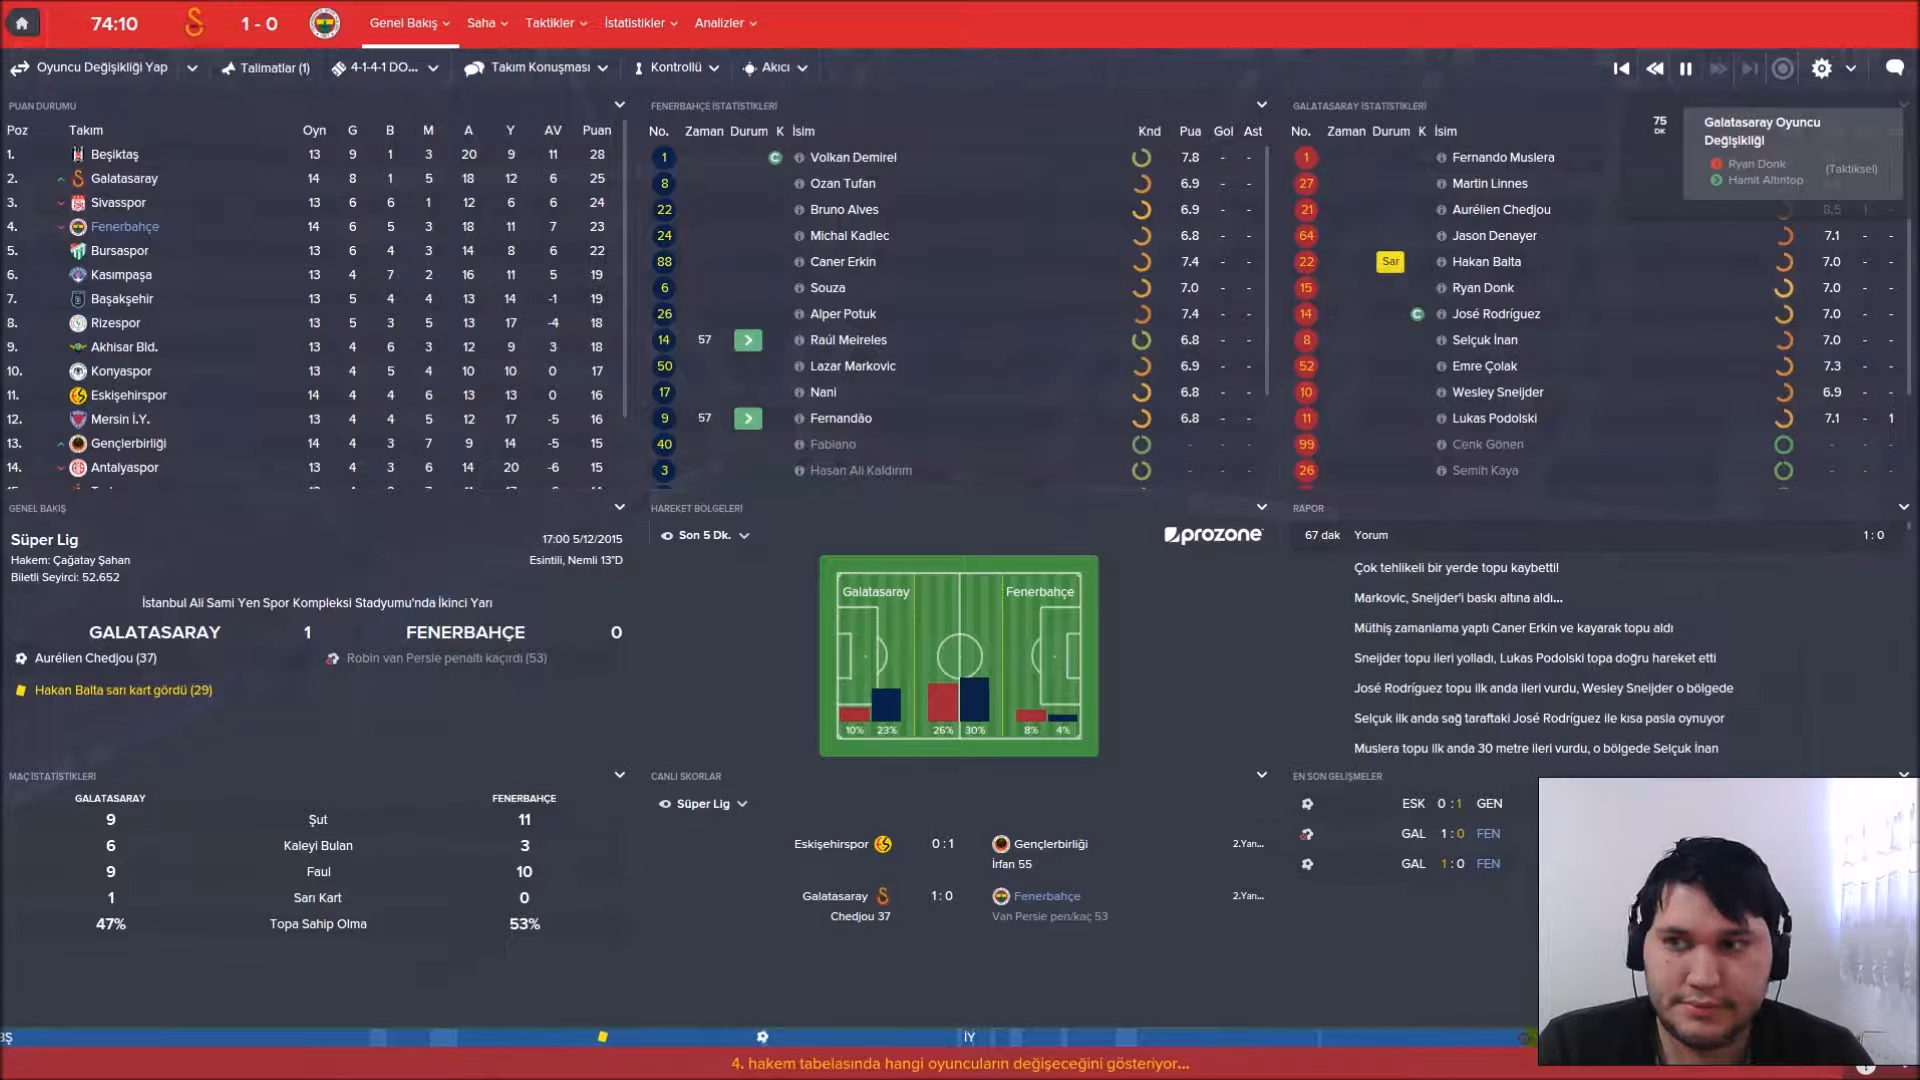 74:10 1 - 0 Genel Bakış Saha Taktikler İstatistikler Analizler
Oyuncu Değişikliği Yap Talimatlar (1) 4-1-4-1 DO... Takım Konuşması Kontrollü Akıcı
PUAN DURUMU
Poz Takım Oyn G B M A Y AV Puan
1. Beşiktaş 13 9 1 3 20 9 11 28
2. Galatasaray 14 8 1 5 18 12 6 25
3. Sivasspor 13 6 6 1 12 6 6 24
4. Fenerbahçe 14 6 5 3 18 11 7 23
5. Bursaspor 13 6 4 3 14 8 6 22
6. Kasımpaşa 13 4 7 2 16 11 5 19
7. Başakşehir 13 5 4 4 13 14 -1 19
8. Rizespor 13 5 3 5 13 17 -4 18
9. Akhisar Bld. 13 4 6 3 12 9 3 18
10. Konyaspor 13 4 5 4 10 10 0 17
11. Eskişehirspor 14 4 4 6 13 13 0 16
12. Mersin İ.Y. 13 4 4 5 12 17 -5 16
13. Gençlerbirliği 14 4 3 7 9 14 -5 15
14. Antalyaspor 13 4 3 6 14 20 -6 15
FENERBAHÇE İSTATİSTİKLERİ
No. Zaman Durum K İsim Knd Pua Gol Ast
1 C Volkan Demirel 7.8 - -
8 Ozan Tufan 6.9 - -
22 Bruno Alves 6.9 - -
24 Michal Kadlec 6.8 - -
88 Caner Erkin 7.4 - -
6 Souza 7.0 - -
26 Alper Potuk 7.4 - -
14 57 Raúl Meireles 6.8 - -
50 Lazar Markovic 6.9 - -
17 Nani 6.8 - -
9 57 Fernandão 6.8 - -
40 Fabiano - - -
3 Hasan Ali Kaldırım - - -
GALATASARAY İSTATİSTİKLERİ
No. Zaman Durum K İsim
1 Fernando Muslera
27 Martin Linnes
21 Aurélien Chedjou 8.5 1 -
64 Jason Denayer 7.1 - -
22 Sar Hakan Balta 7.0 - -
15 Ryan Donk 7.0 - -
14 C José Rodríguez 7.0 - -
8 Selçuk İnan 7.0 - -
52 Emre Çolak 7.3 - -
10 Wesley Sneijder 6.9 - -
11 Lukas Podolski 7.1 - 1
99 Cenk Gönen - - -
26 Semih Kaya - - -
75
DK
Galatasaray Oyuncu
Değişikliği
Ryan Donk
Hamit Altıntop
(Taktiksel)
GENEL BAKIŞ
Süper Lig 17:00 5/12/2015
Hakem: Çağatay Şahan Esintili, Nemli 13°D
Biletli Seyirci: 52.652
İstanbul Ali Sami Yen Spor Kompleksi Stadyumu'nda İkinci Yarı
GALATASARAY 1 FENERBAHÇE 0
Aurélien Chedjou (37) Robin van Persie penaltı kaçırdı (53)
Hakan Balta sarı kart gördü (29)
HAREKET BÖLGELERİ
Son 5 Dk. prozone
Galatasaray Fenerbahçe
10% 23% 26% 30% 8% 4%
RAPOR
67 dak Yorum 1 : 0
Çok tehlikeli bir yerde topu kaybetti!
Markovic, Sneijder'i baskı altına aldı...
Müthiş zamanlama yaptı Caner Erkin ve kayarak topu aldı
Sneijder topu ileri yolladı, Lukas Podolski topa doğru hareket etti
José Rodríguez topu ilk anda ileri vurdu, Wesley Sneijder o bölgede
Selçuk ilk anda sağ taraftaki José Rodríguez ile kısa pasla oynuyor
Muslera topu ilk anda 30 metre ileri vurdu, o bölgede Selçuk İnan
MAÇ İSTATİSTİKLERİ
GALATASARAY FENERBAHÇE
9 Şut 11
6 Kaleyi Bulan 3
9 Faul 10
1 Sarı Kart 0
47% Topa Sahip Olma 53%
CANLI SKORLAR
Süper Lig
Eskişehirspor 0 : 1 Gençlerbirliği 2.Yarı...
İrfan 55
Galatasaray 1 : 0 Fenerbahçe 2.Yarı...
Chedjou 37 Van Persie pen/kaç 53
EN SON GELİŞMELER
ESK 0 : 1 GEN
GAL 1 : 0 FEN
GAL 1 : 0 FEN
BŞ İY
4. hakem tabelasında hangi oyuncuların değişeceğini gösteriyor...